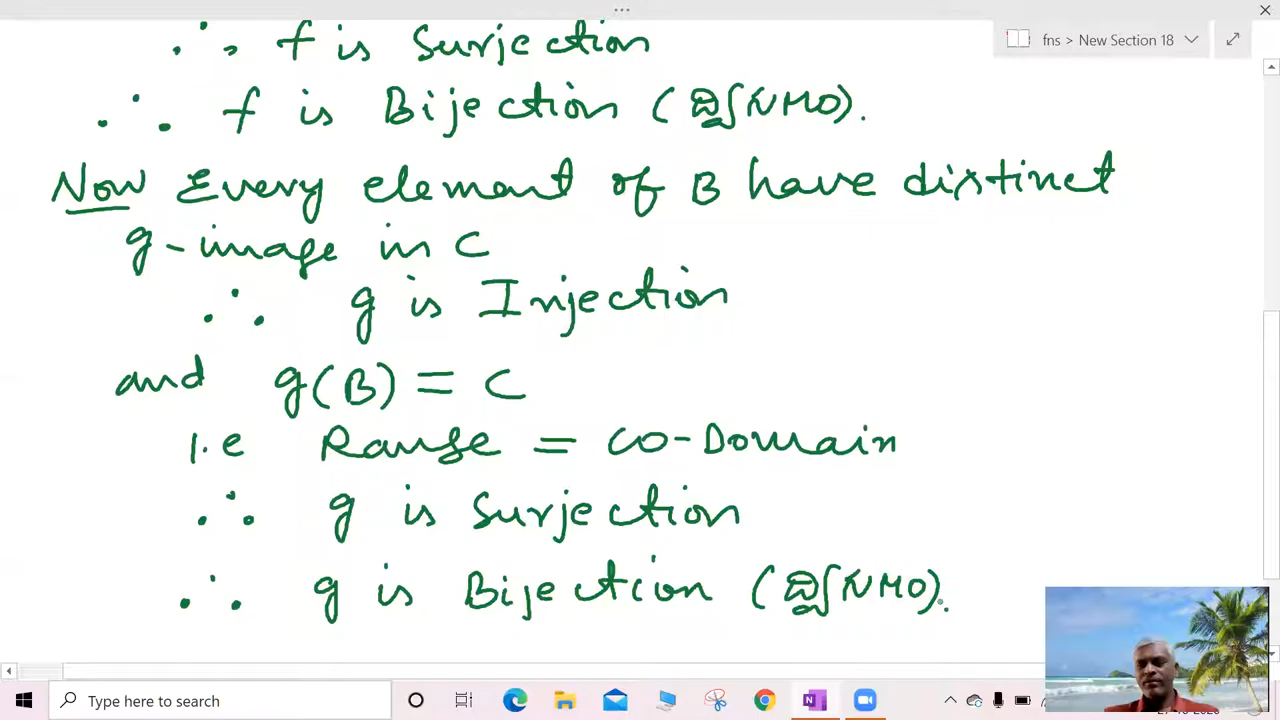 fns > New Section 18
∴ f is Surjection
∴ f is Bijection
Now Every element of B have distinct
g-image in C
∴ g is Injection
and g(B) = C
i.e Range = co-Domain
∴ g is Surjection
∴ g is Bijection
Type here to search